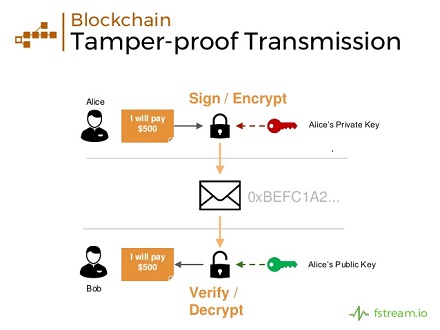 Blockchain
Tamper-proof Transmission
Sign / Encrypt
Alice
I will pay
$500
Alice's Private Key
0xBEFC1A2...
I will pay
$500
Alice's Public Key
Bob
Verify /
Decrypt
fstream.io